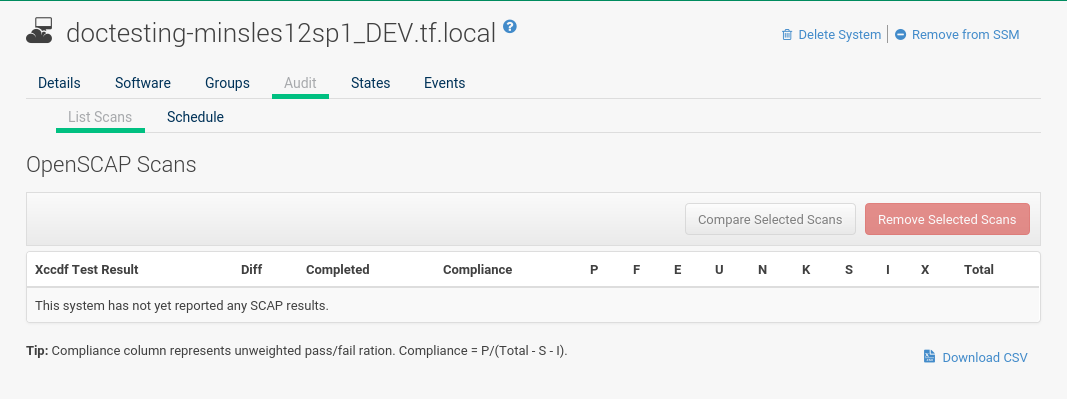 doctesting-minsles12sp1_DEV.tf.local ?
Delete System | Remove from SSM
Details Software Groups Audit States Events
List Scans Schedule
OpenSCAP Scans
Compare Selected Scans Remove Selected Scans
Xccdf Test Result Diff Completed Compliance P F E U N K S I X Total
This system has not yet reported any SCAP results.
Tip: Compliance column represents unweighted pass/fail ration. Compliance = P/(Total - S - I).
Download CSV